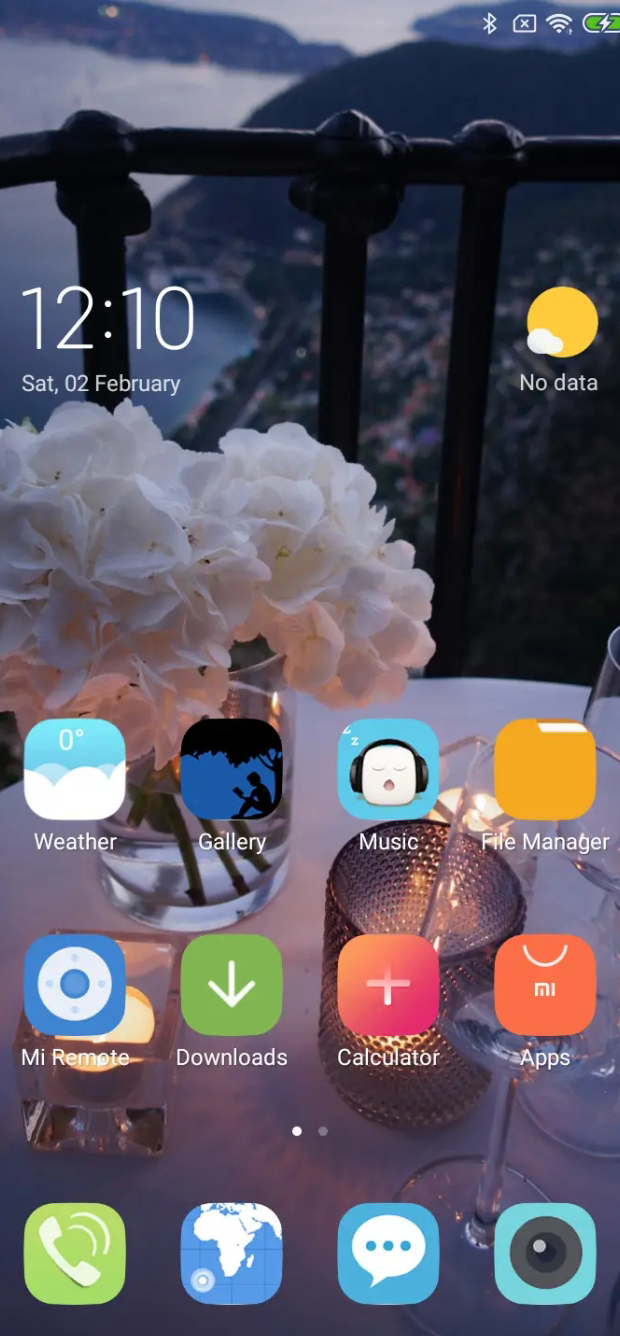 12:10
Sat, 02 February
No data
0°
z
z
Weather
Gallery
Music
File Manager
mi
Mi Remote
Downloads
Calculator
Apps